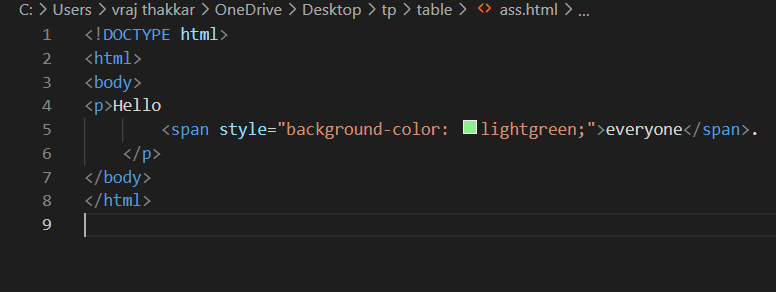 C: > Users > vraj thakkar > OneDrive > Desktop > tp > table > <> ass.html > ...
1 <!DOCTYPE html>
2 <html>
3 <body>
4 <p>Hello
5 <span style="background-color: lightgreen;">everyone</span>.
6 </p>
7 </body>
8 </html>
9